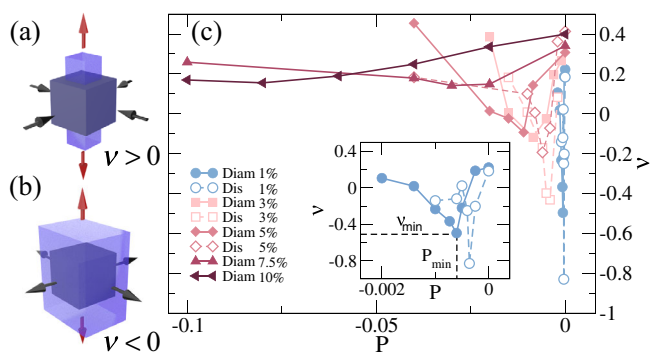 (a)
ν > 0
(b)
ν < 0
(c)
0.4
0.2
0
-0.2
-0.4
-0.6
-0.8
-1
ν
Diam 1%
Dis 1%
Diam 3%
Dis 3%
Diam 5%
Dis 5%
Diam 7.5%
Diam 10%
0.4
0
-0.4
-0.8
ν
ν min
P min
-0.002
0
P
-0.1
-0.05
0
P